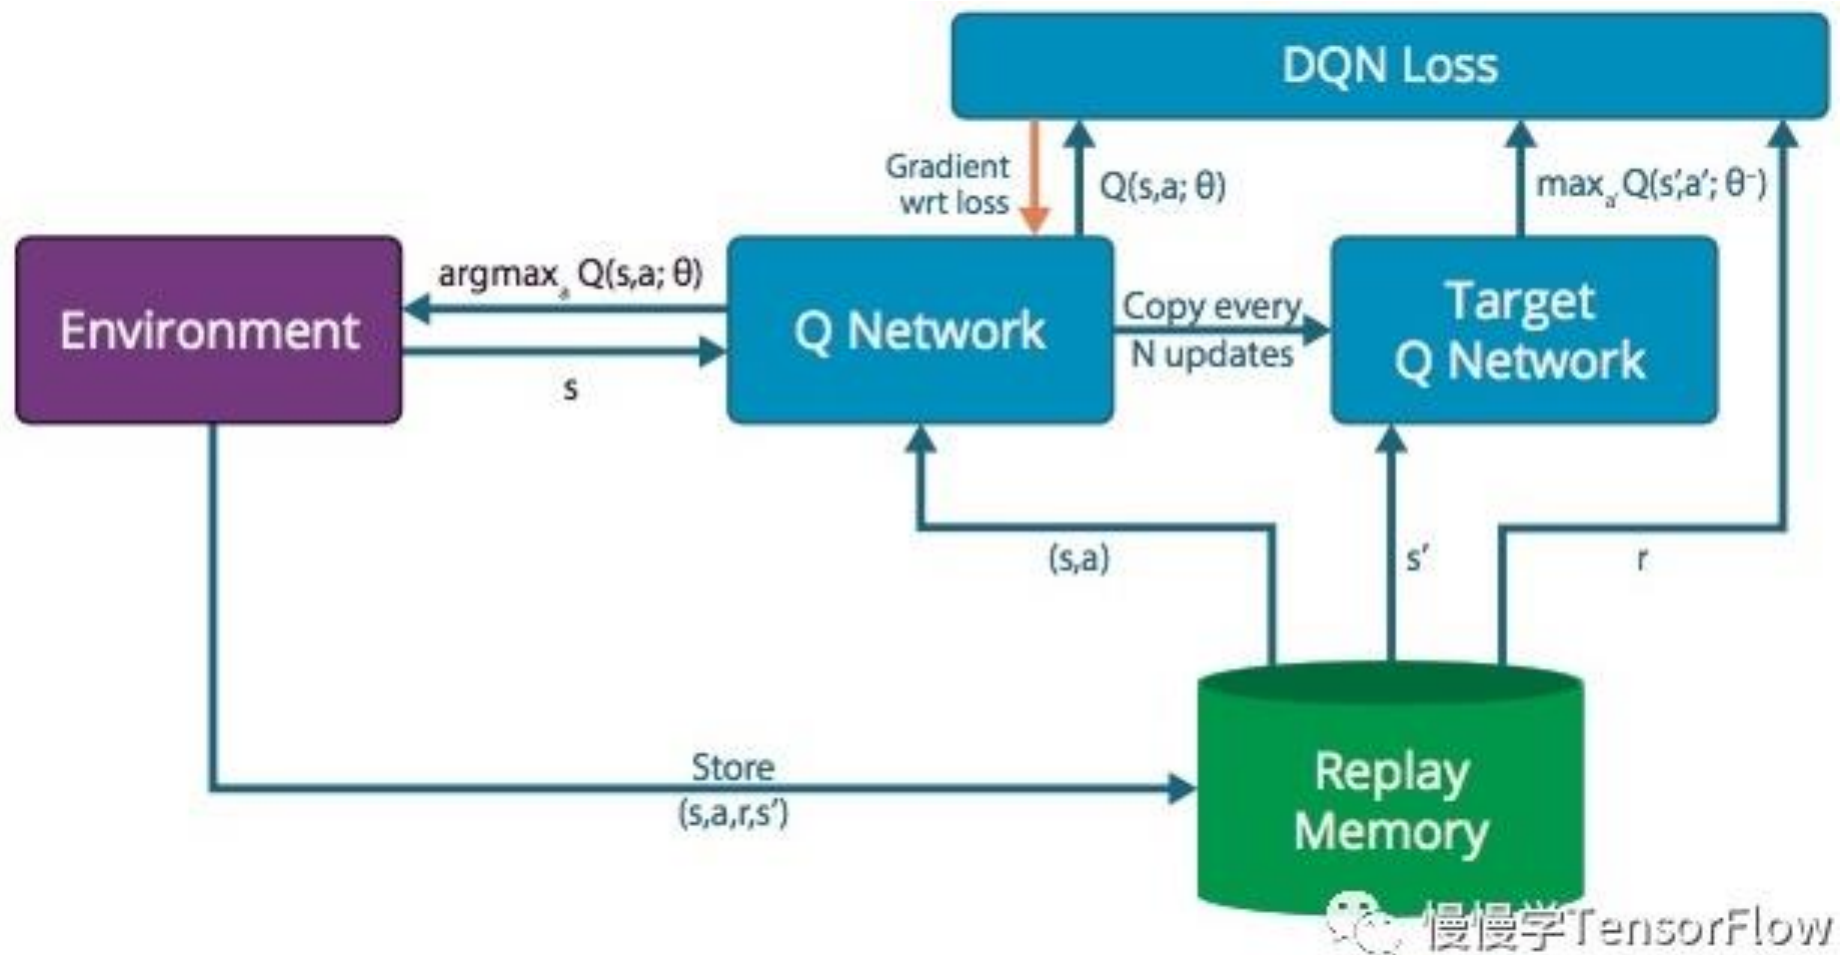 DQN Loss
Gradient
wrt loss
Q(s,a; θ)
maxₐ′ Q(s′,a′; θ⁻)
Environment
argmaxₐ Q(s,a; θ)
s
Q Network
Copy every
N updates
Target
Q Network
(s,a)
s′
r
Store
(s,a,r,s′)
Replay
Memory
慢慢学TensorFlow